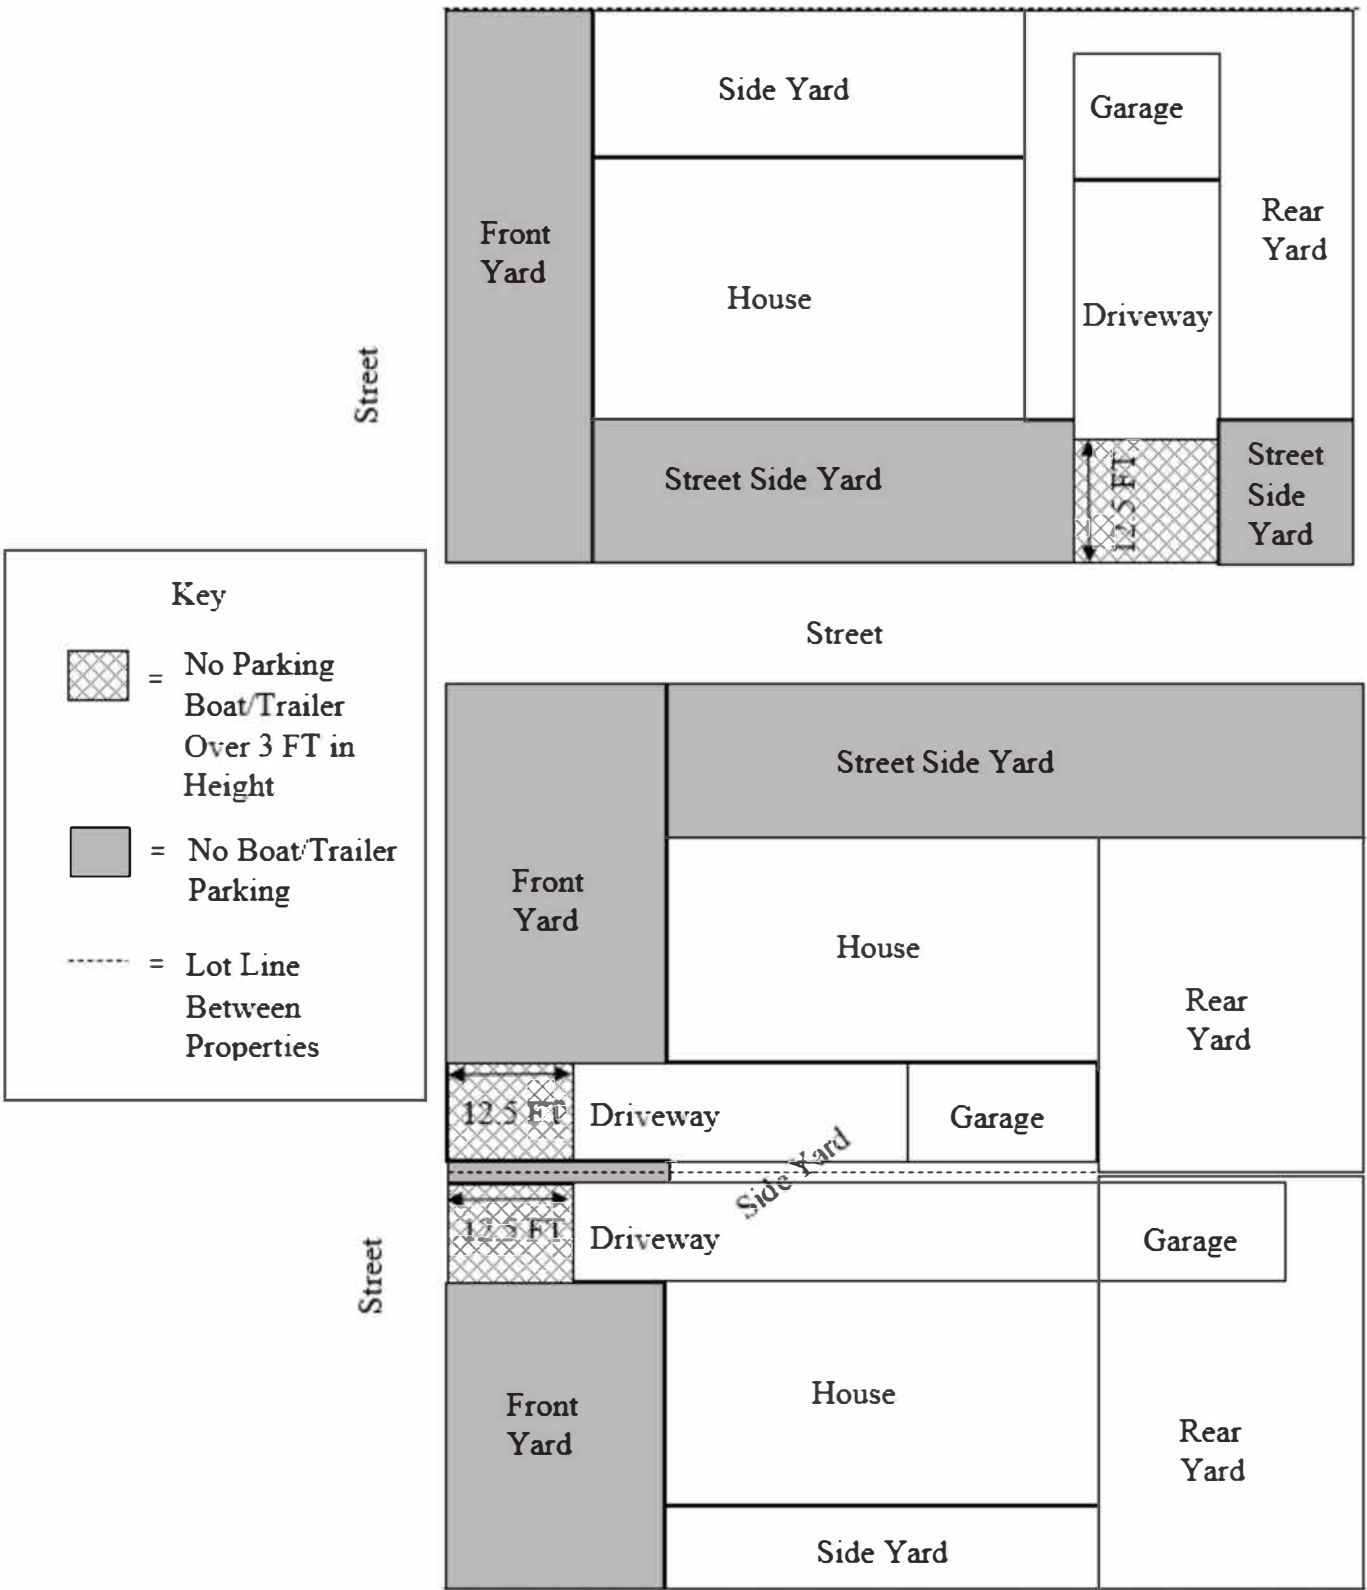 Side Yard
Garage
Front
Yard
Rear
Yard
House
Driveway
Street
Street Side Yard
12.5 FT
Street
Side
Yard
Key
= No Parking
Boat/Trailer
Over 3 FT in
Height
= No Boat/Trailer
Parking
= Lot Line
Between
Properties
Street
Street Side Yard
Front
Yard
House
Rear
Yard
12.5 FT
Driveway
Garage
Side Yard
12.5 FT
Driveway
Garage
Street
Front
Yard
House
Rear
Yard
Side Yard